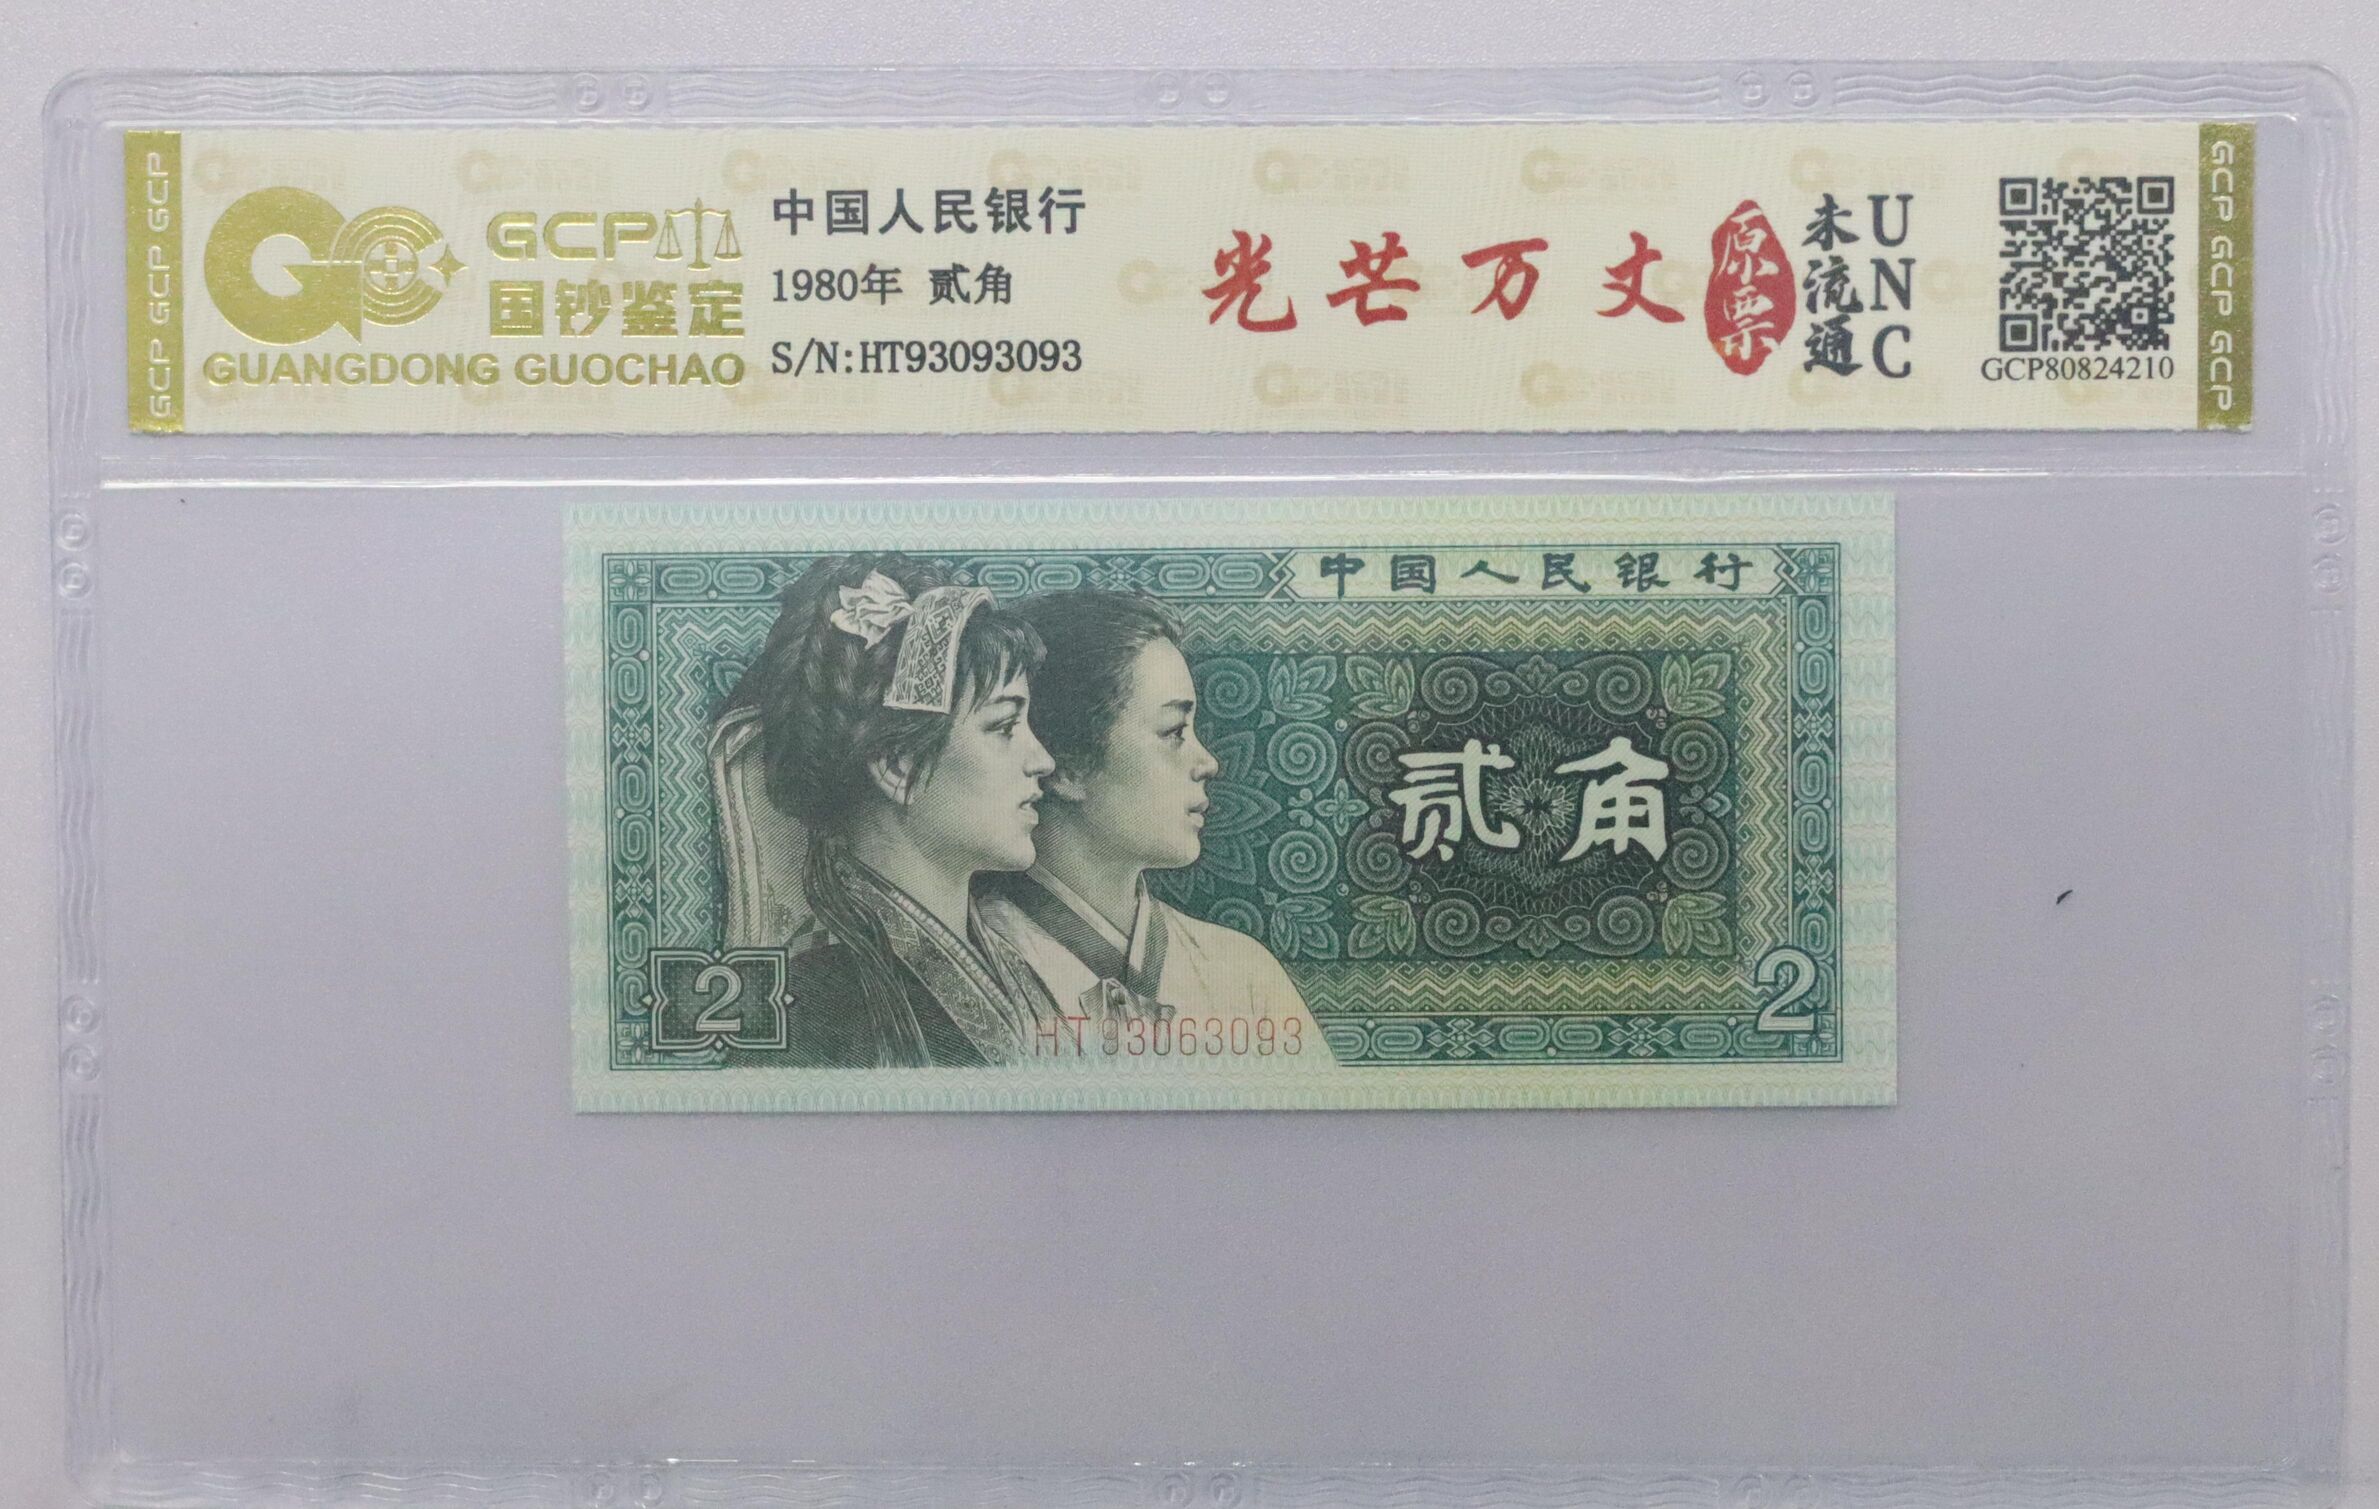 GCP GCP GCP
GCP
国钞鉴定
GUANGDONG GUOCHAO
中国人民银行
1980年 贰角
S/N:HT93093093
光芒万丈
原票
未流通
UNC
GCP80824210
GCP GCP GCP
中国人民银行
贰角
2
2
HT93063093